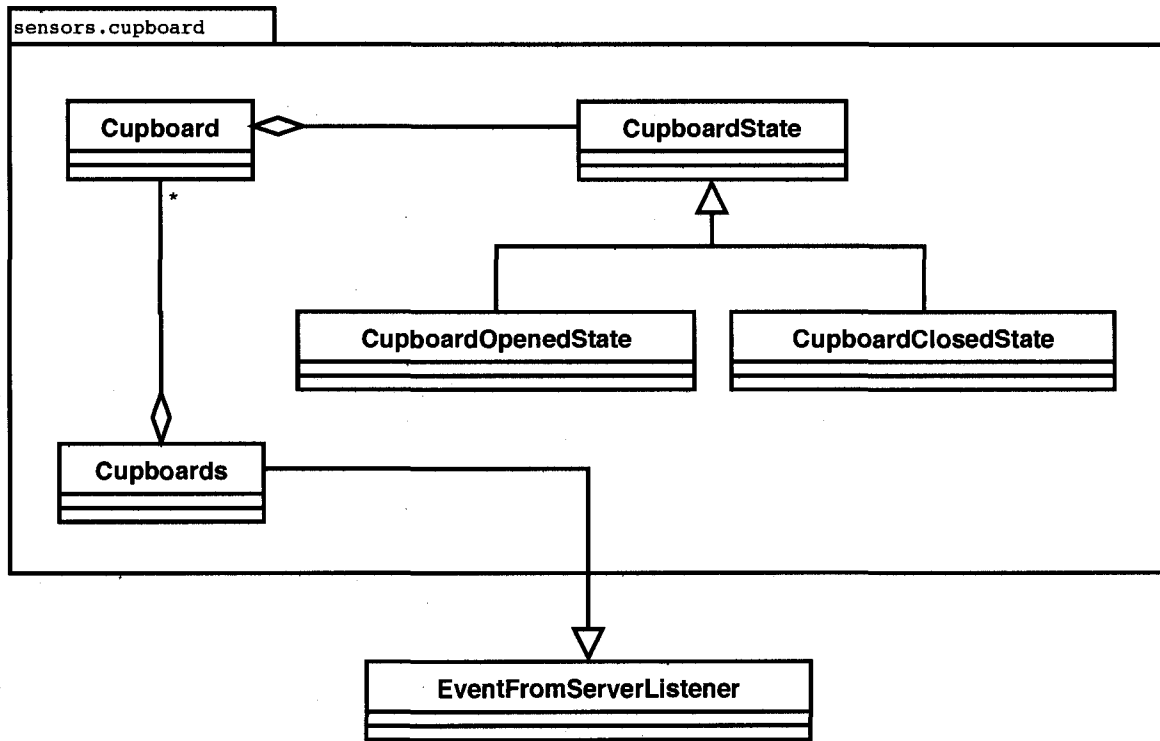 sensors.cupboard
Cupboard
CupboardState
*
CupboardOpenedState
CupboardClosedState
Cupboards
EventFromServerListener